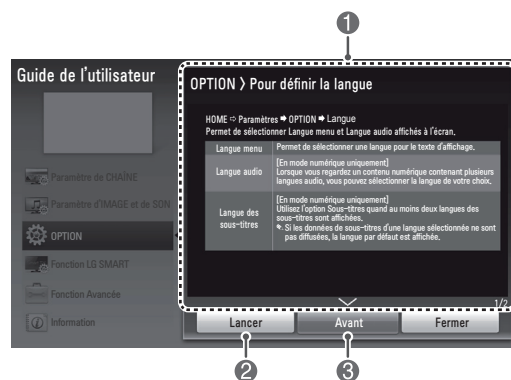 1
Guide de l'utilisateur
Paramètre de CHAÎNE
Paramètre d'IMAGE et de SON
OPTION
Fonction LG SMART
Fonction Avancée
Information
OPTION > Pour définir la langue
HOME ⇨ Paramètres ➡ OPTION ➡ Langue
Permet de sélectionner Langue menu et Langue audio affichés à l'écran.
Langue menu
Permet de sélectionner une langue pour le texte d'affichage.
Langue audio
[En mode numérique uniquement]
Lorsque vous regardez un contenu numérique contenant plusieurs
langues audio, vous pouvez sélectionner la langue de votre choix.
Langue des
sous-titres
[En mode numérique uniquement]
Utilisez l'option Sous-titres quand au moins deux langues des
sous-titres sont affichées.
Si les données de sous-titres d'une langue sélectionnée ne sont
pas diffusées, la langue par défaut est affichée.
1/2
Lancer
Avant
Fermer
2
3